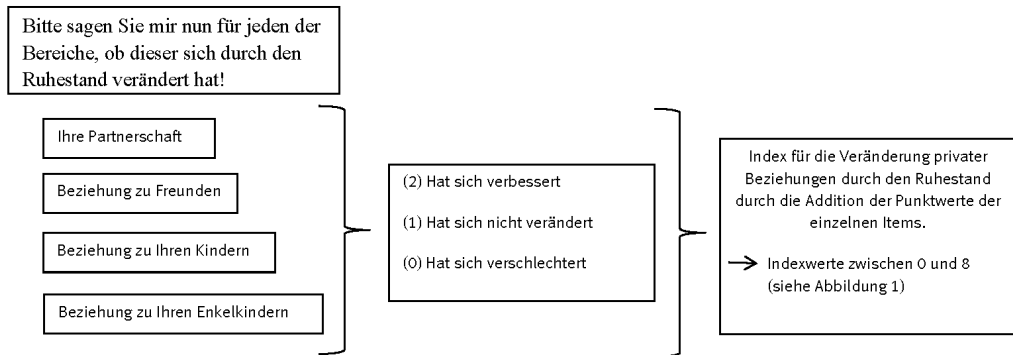 Bitte sagen Sie mir nun für jeden der
Bereiche, ob dieser sich durch den
Ruhestand verändert hat!
Ihre Partnerschaft
Beziehung zu Freunden
Beziehung zu Ihren Kindern
Beziehung zu Ihren Enkelkindern
(2) Hat sich verbessert
(1) Hat sich nicht verändert
(0) Hat sich verschlechtert
Index für die Veränderung privater
Beziehungen durch den Ruhestand
durch die Addition der Punktwerte der
einzelnen Items.
Indexwerte zwischen 0 und 8
(siehe Abbildung 1)